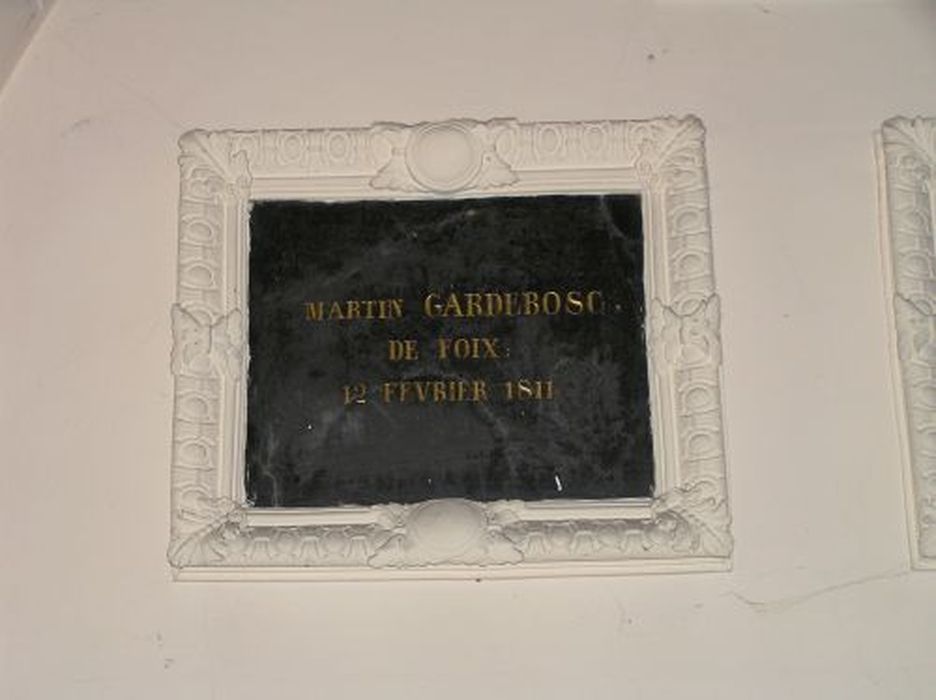 MARTIN GARDEBOSC.
DE FOIX.
12 FEVRIER 1811